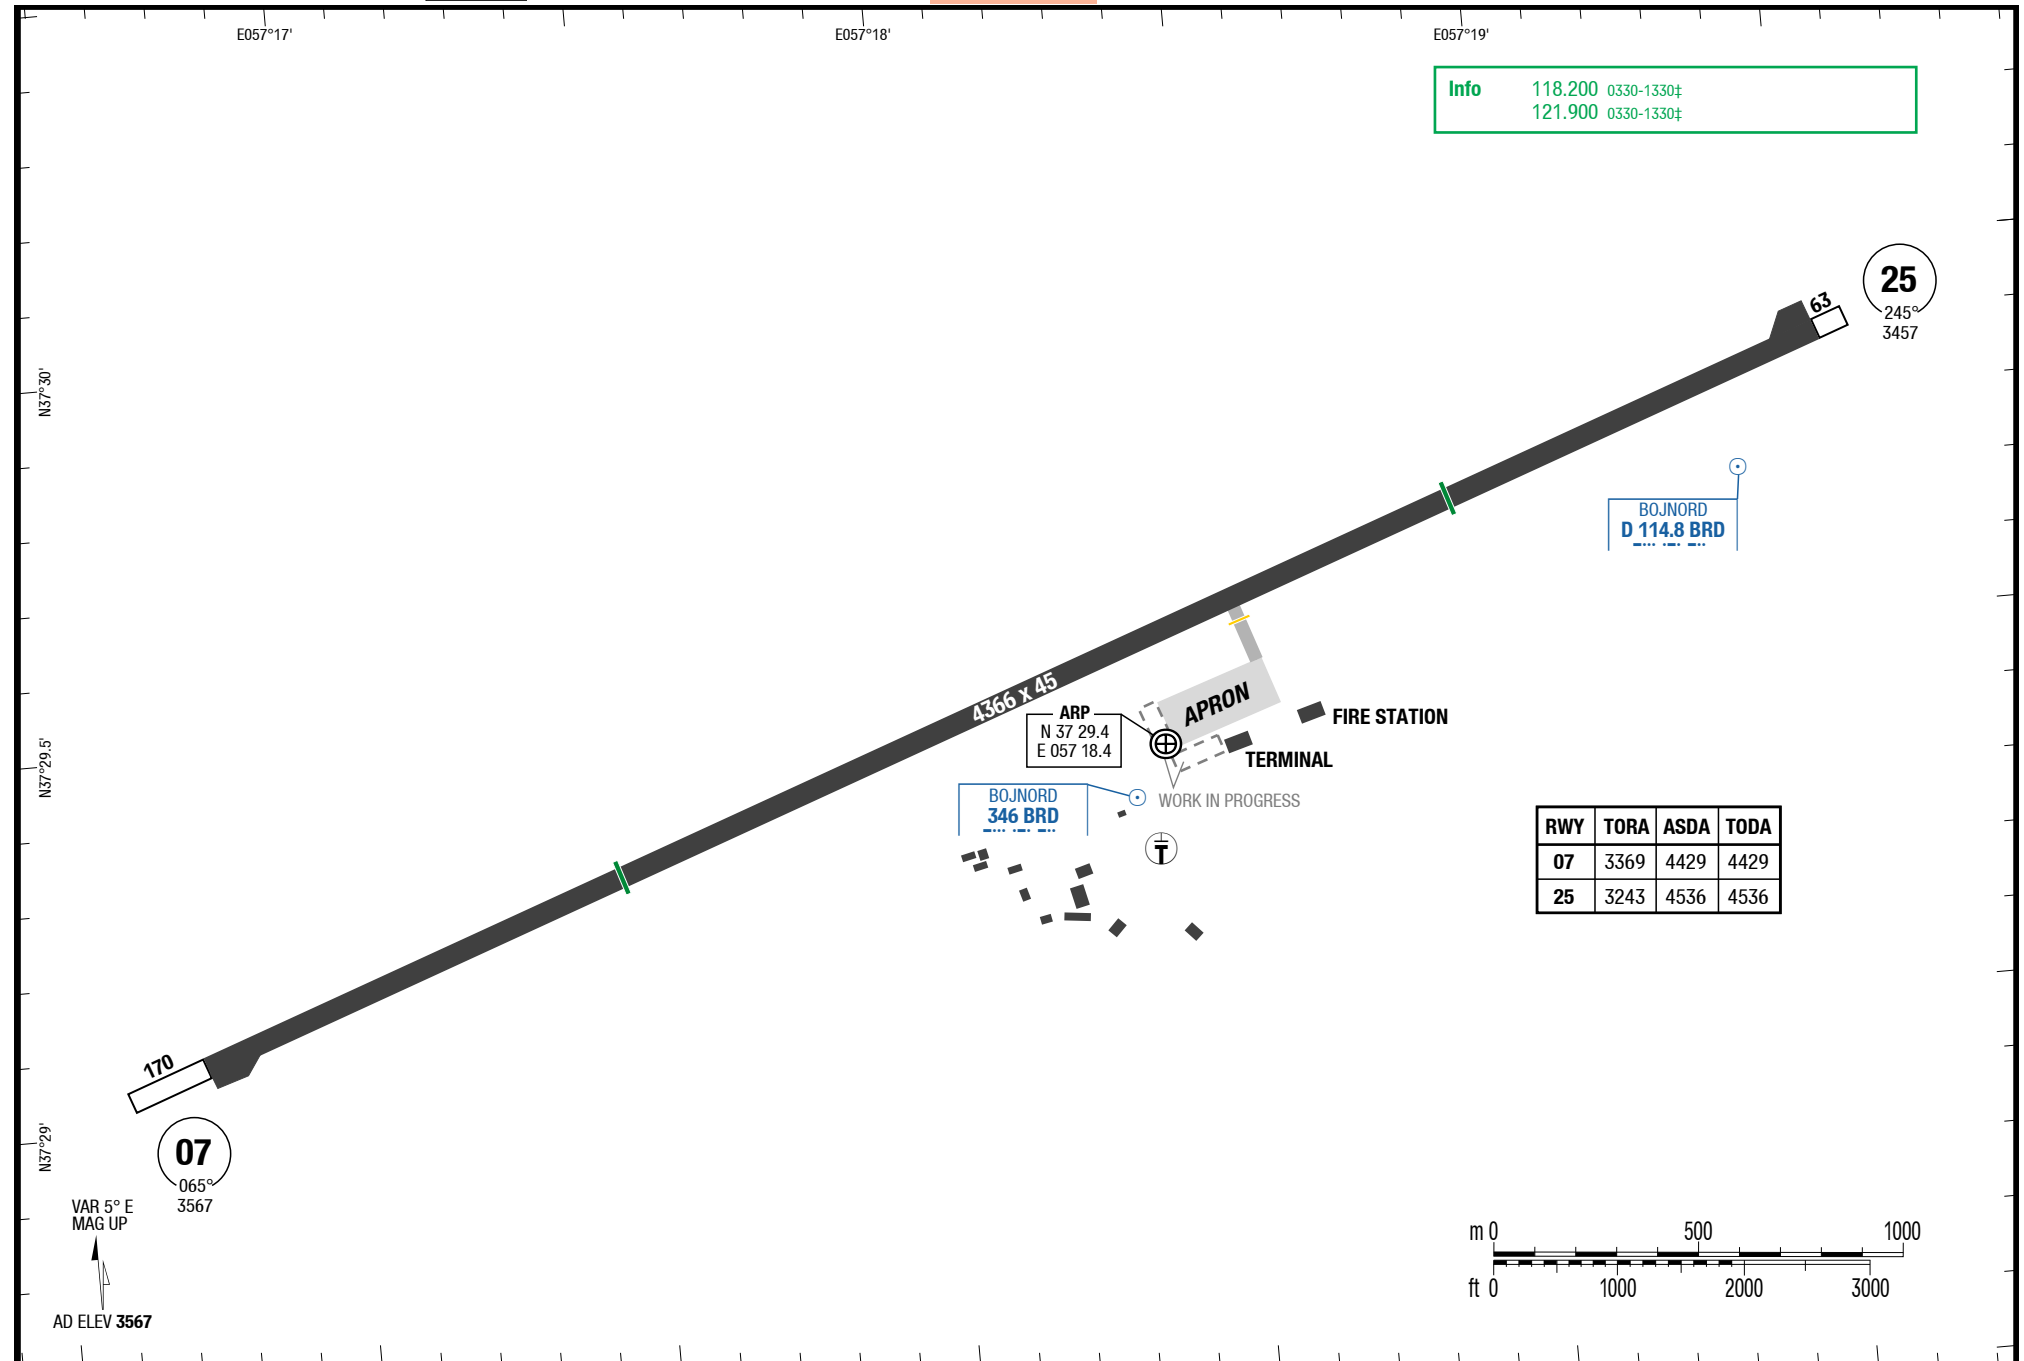 E057°17'
E057°18'
E057°19'
Info 118.200 0330-1330‡
121.900 0330-1330‡
25
245°
3457
63
N37°30'
BOJNORD
D 114.8 BRD
4366 x 45
APRON
ARP
N 37 29.4
E 057 18.4
FIRE STATION
TERMINAL
N37°29.5'
BOJNORD
346 BRD
WORK IN PROGRESS
T
RWY TORA ASDA TODA
07 3369 4429 4429
25 3243 4536 4536
170
N37°29'
07
065°
3567
VAR 5° E
MAG UP
AD ELEV 3567
m 0 500 1000
ft 0 1000 2000 3000